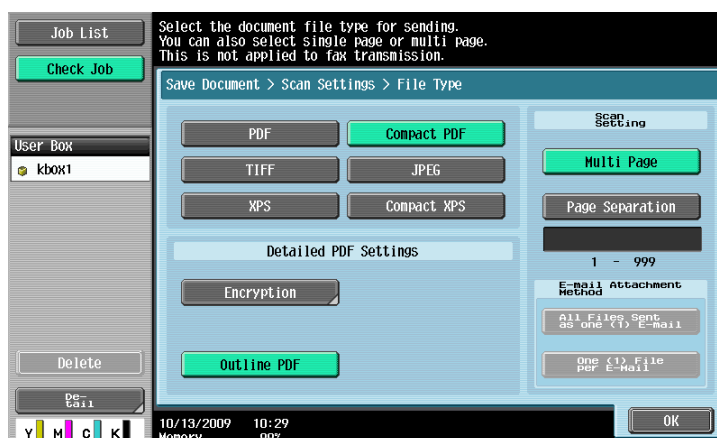 Job List
Check Job
User Box
kbox1
Delete
De-
tail
Y M C K
Select the document file type for sending.
You can also select single page or multi page.
This is not applied to fax transmission.
Save Document > Scan Settings > File Type
PDF
Compact PDF
TIFF
JPEG
XPS
Compact XPS
Detailed PDF Settings
Encryption
Outline PDF
Scan
Setting
Multi Page
Page Separation
1 - 999
E-mail Attachment
Method
All Files Sent
as one (1) E-mail
One (1) File
per E-Mail
10/13/2009 10:29
Memory
OK